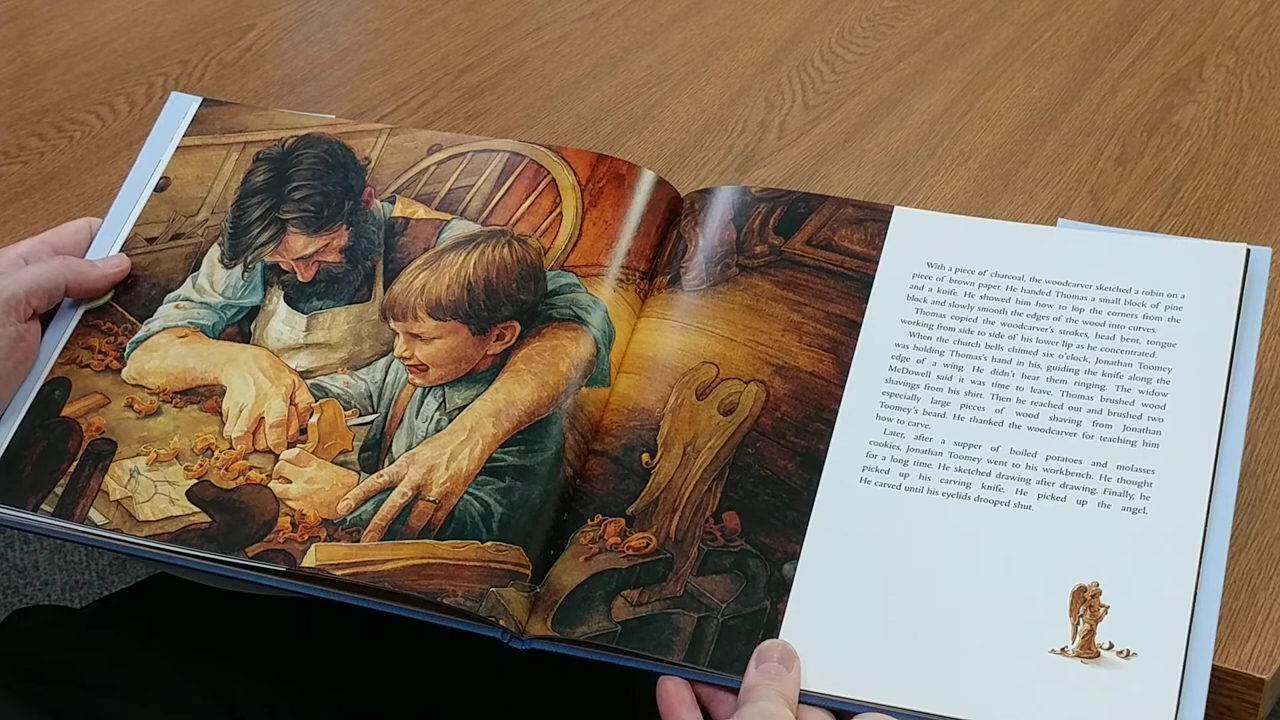 With a piece of charcoal, the woodcarver sketched a robin on a
piece of brown paper. He handed Thomas a small block of pine
and a knife. He showed him how to lop the corners from the
block and slowly smooth the edges of the wood into curves.
Thomas copied the woodcarver's strokes, head bent, tongue
working from side to side of his lower lip as he concentrated.
When the church bells chimed six o'clock, Jonathan Toomey
was holding Thomas's hand in his, guiding the knife along the
edge of a wing. He didn't hear them ringing. The widow
McDowell said it was time to leave. Thomas brushed wood
shavings from his shirt. Then he reached out and brushed two
especially large pieces of wood shaving from Jonathan
Toomey's beard. He thanked the woodcarver for teaching him
how to carve.
Later, after a supper of boiled potatoes and molasses
cookies, Jonathan Toomey went to his workbench. He thought
for a long time. He sketched drawing after drawing. Finally, he
picked up his carving knife. He picked up the angel.
He carved until his eyelids drooped shut.